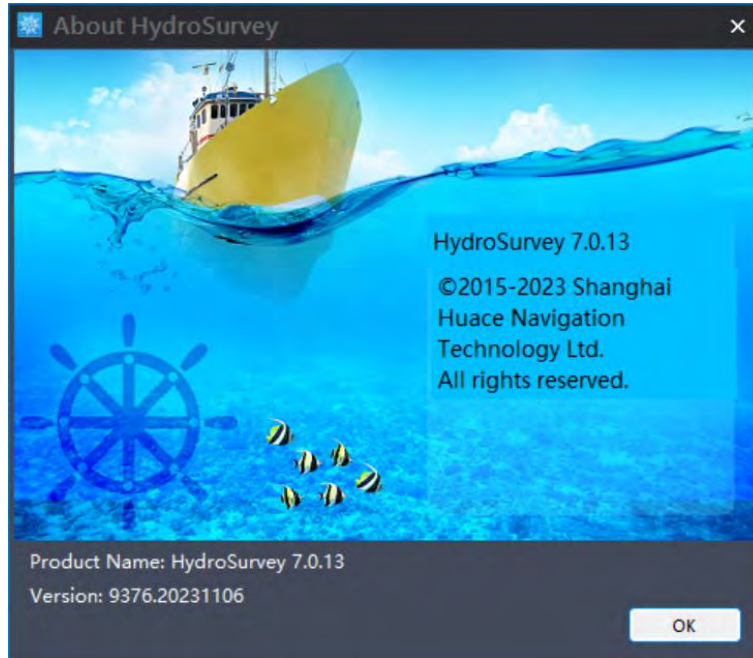 About HydroSurvey
HydroSurvey 7.0.13
©2015-2023 Shanghai
Huace Navigation
Technology Ltd.
All rights reserved.
Product Name: HydroSurvey 7.0.13
Version: 9376.20231106
OK